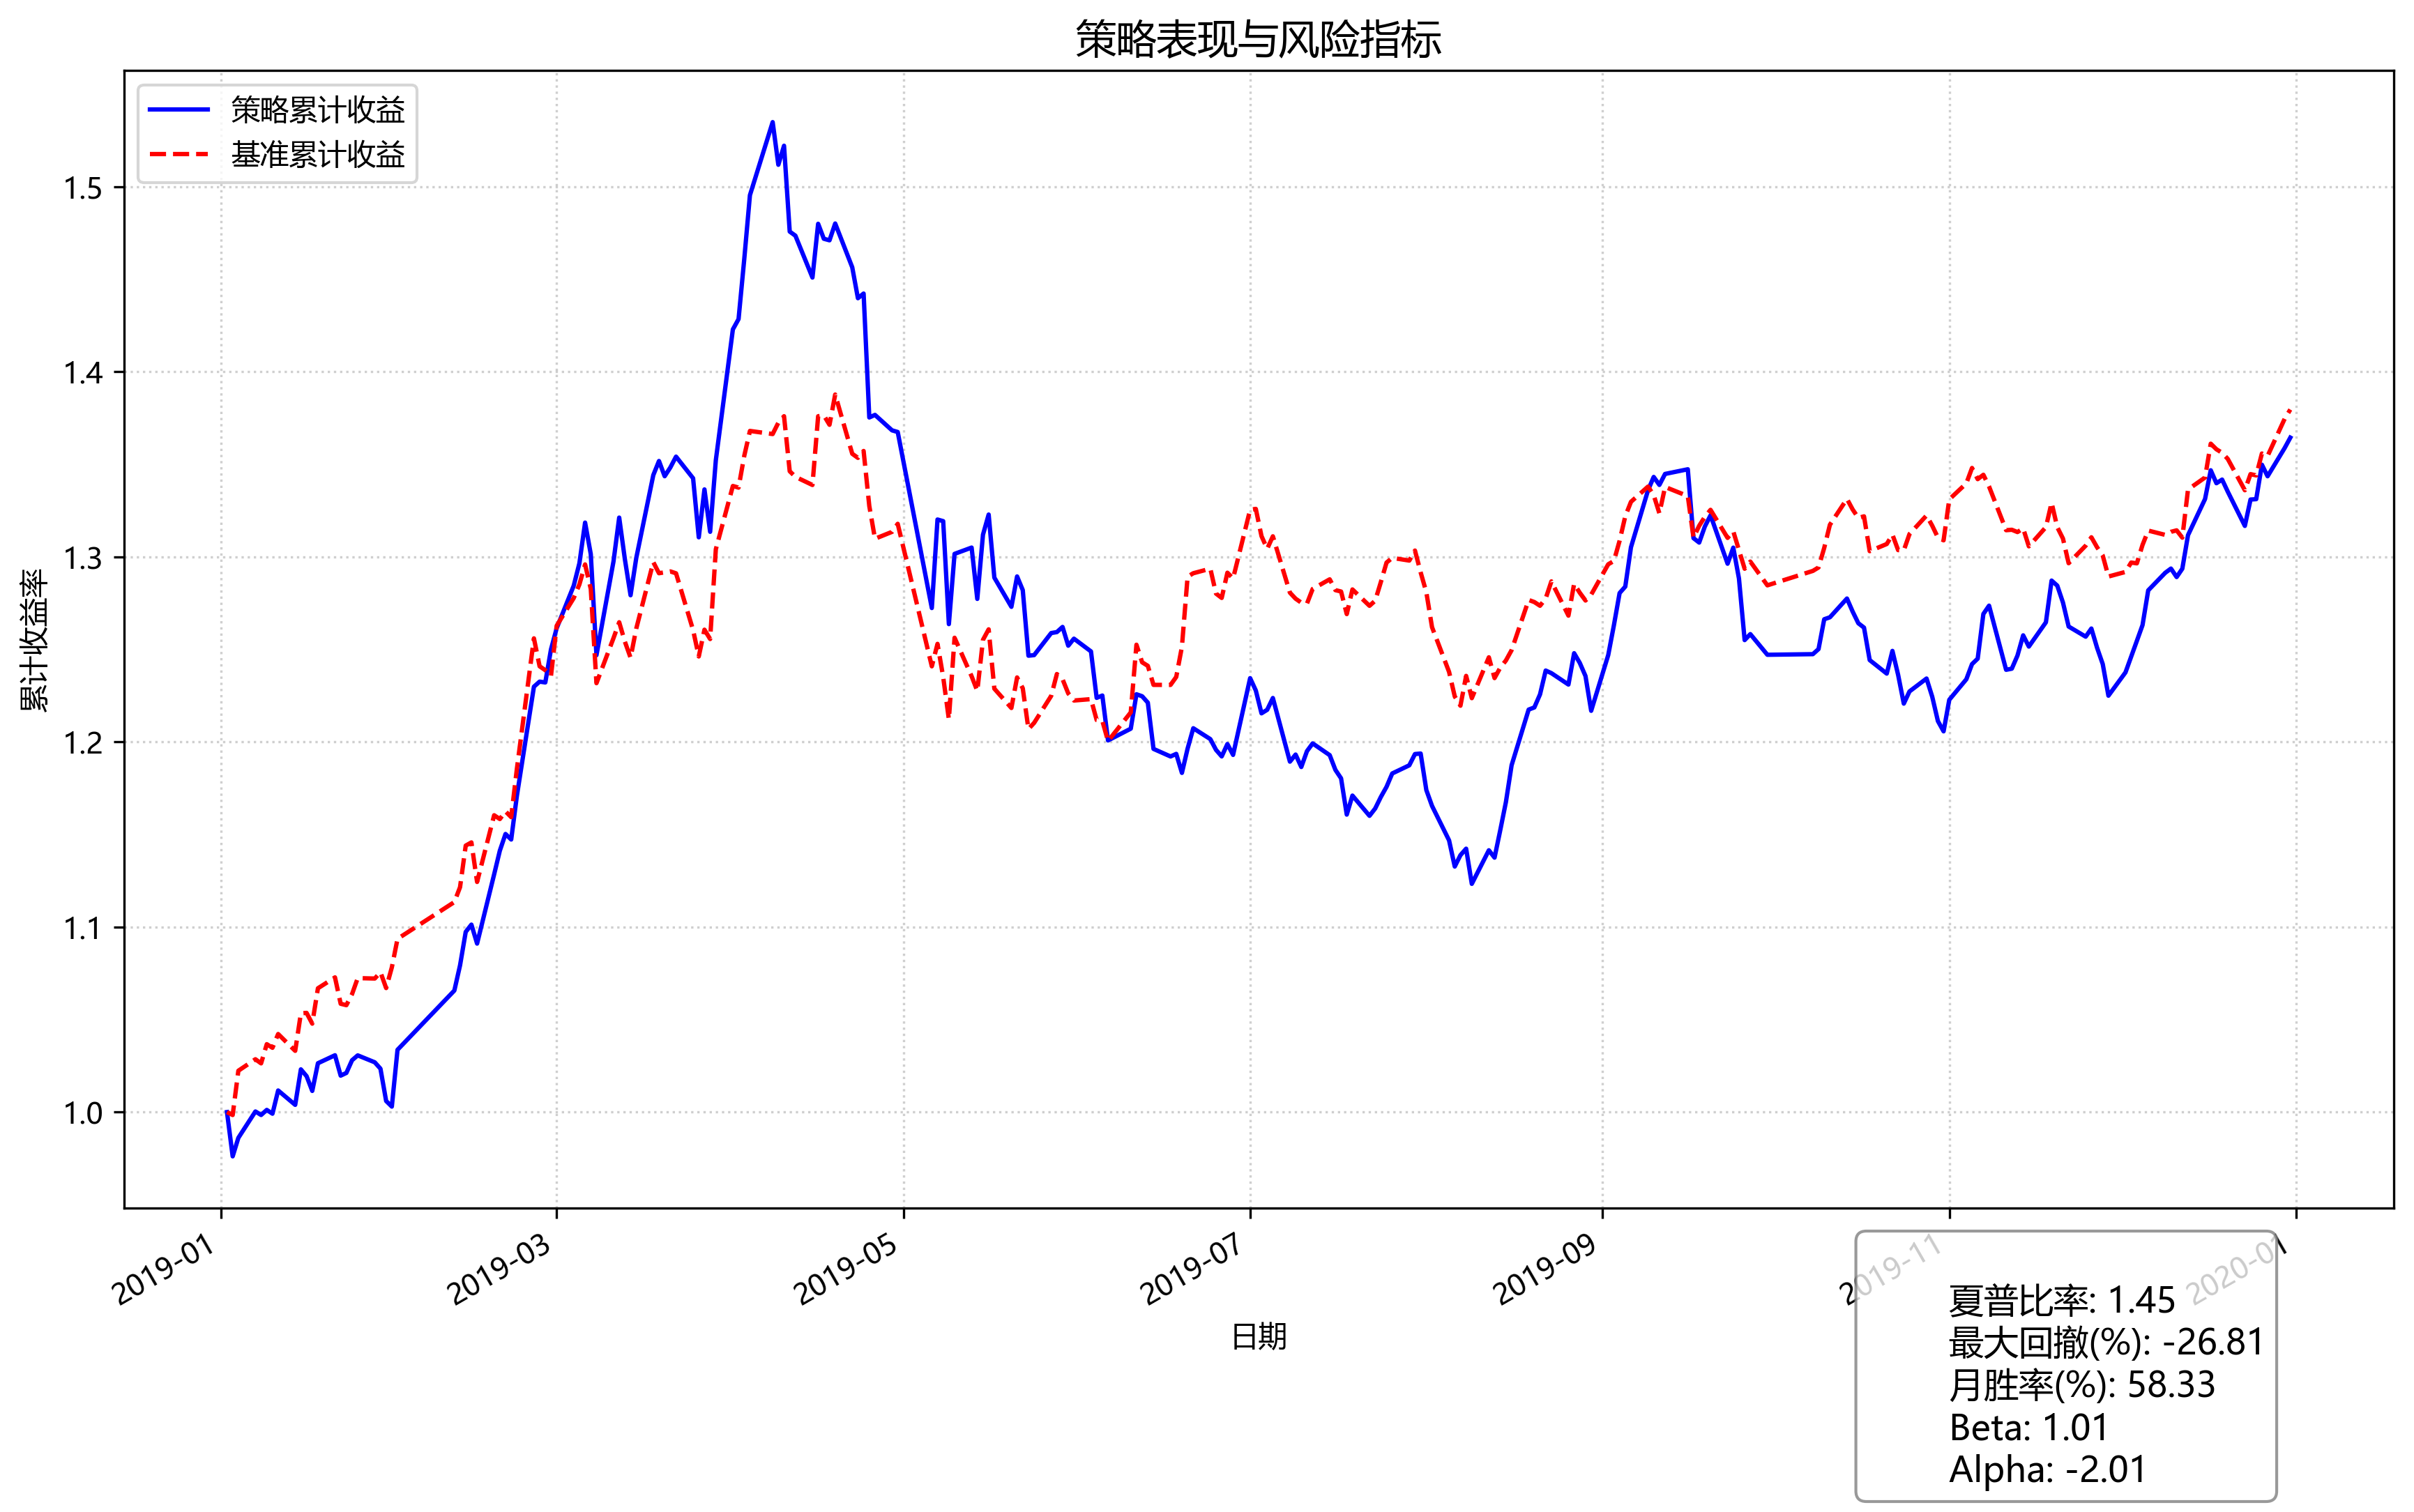 策略表现与风险指标
策略累计收益
基准累计收益
累计收益率
1.5
1.4
1.3
1.2
1.1
1.0
2019-01
2019-03
2019-05
2019-07
2019-09
2019-11
2020-01
日期
夏普比率: 1.45
最大回撤(%): -26.81
月胜率(%): 58.33
Beta: 1.01
Alpha: -2.01